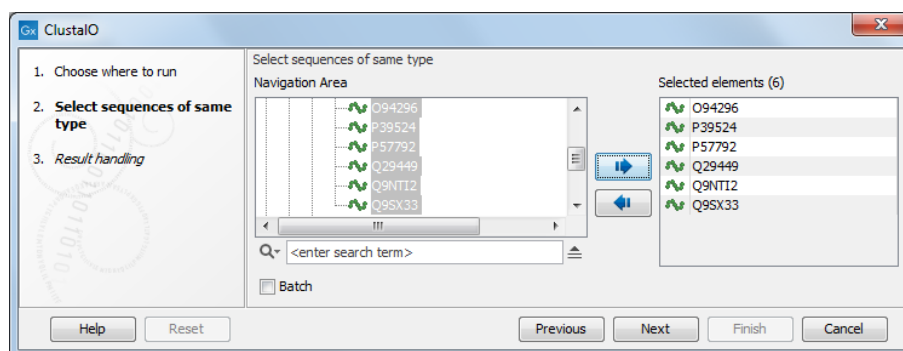 Gx ClustalO
1. Choose where to run
2. Select sequences of same
type
3. Result handling
Select sequences of same type
Navigation Area
O94296
P39524
P57792
Q29449
Q9NTI2
Q9SX33
<enter search term>
Batch
Selected elements (6)
O94296
P39524
P57792
Q29449
Q9NTI2
Q9SX33
Help
Reset
Previous
Next
Finish
Cancel